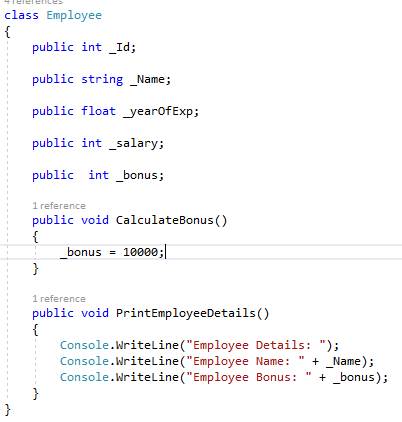 4 references
class Employee
{
public int _Id;
public string _Name;
public float _yearOfExp;
public int _salary;
public  int _bonus;
1 reference
public void CalculateBonus()
{
_bonus = 10000;
}
1 reference
public void PrintEmployeeDetails()
{
Console.WriteLine("Employee Details: ");
Console.WriteLine("Employee Name: " + _Name);
Console.WriteLine("Employee Bonus: " + _bonus);
}
}